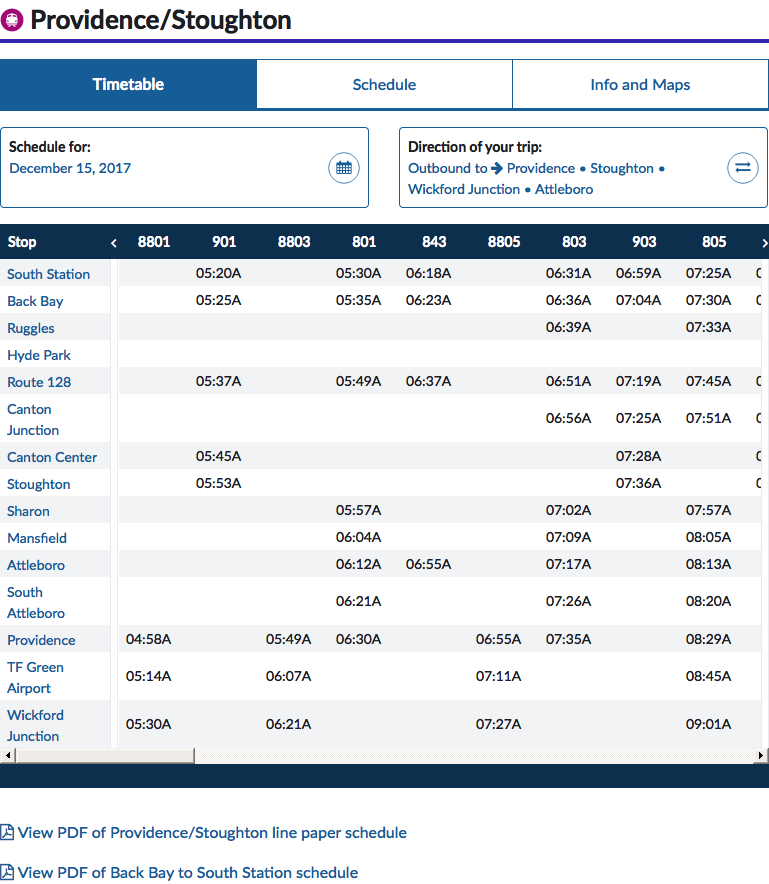 Providence/Stoughton
Timetable Schedule Info and Maps
Schedule for:
December 15, 2017
Direction of your trip:
Outbound to → Providence • Stoughton •
Wickford Junction • Attleboro
Stop ‹ 8801 901 8803 801 843 8805 803 903 805 ›
South Station 05:20A 05:30A 06:18A 06:31A 06:59A 07:25A
Back Bay 05:25A 05:35A 06:23A 06:36A 07:04A 07:30A
Ruggles 06:39A 07:33A
Hyde Park
Route 128 05:37A 05:49A 06:37A 06:51A 07:19A 07:45A
Canton
Junction 06:56A 07:25A 07:51A
Canton Center 05:45A 07:28A
Stoughton 05:53A 07:36A
Sharon 05:57A 07:02A 07:57A
Mansfield 06:04A 07:09A 08:05A
Attleboro 06:12A 06:55A 07:17A 08:13A
South
Attleboro 06:21A 07:26A 08:20A
Providence 04:58A 05:49A 06:30A 06:55A 07:35A 08:29A
TF Green
Airport 05:14A 06:07A 07:11A 08:45A
Wickford
Junction 05:30A 06:21A 07:27A 09:01A
View PDF of Providence/Stoughton line paper schedule
View PDF of Back Bay to South Station schedule